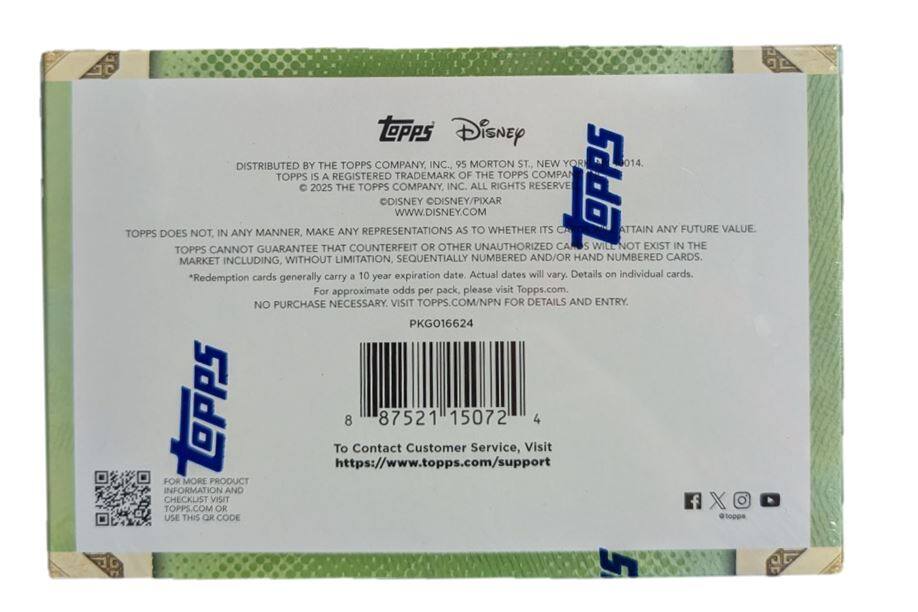 Topps Disney
DISTRIBUTED BY THE TOPPS COMPANY, INC., 95 MORTON ST., NEW YORK 10014.
TOPPS IS A REGISTERED TRADEMARK OF THE TOPPS COMPANY
© 2025 THE TOPPS COMPANY, INC. ALL RIGHTS RESERVED
©DISNEY ©DISNEY/PIXAR
WWW.DISNEY.COM
TOPPS DOES NOT, IN ANY MANNER, MAKE ANY REPRESENTATIONS AS TO WHETHER ITS ATTAIN ANY FUTURE VALUE.
TOPPS CANNOT GUARANTEE THAT COUNTERFEIT OR OTHER UNAUTHORIZED CARDS WILL NOT EXIST IN THE
MARKET INCLUDING, WITHOUT LIMITATION, SEQUENTIALLY NUMBERED AND/OR HAND NUMBERED CARDS.
*Redemption cards generally carry a 10 year expiration date. Actual dates will vary. Details on individual cards.
For approximate odds per pack, please visit Topps.com.
NO PURCHASE NECESSARY. VISIT TOPPS.COM/NPN FOR DETAILS AND ENTRY.
PKG016624
8 87521 15072 4
To Contact Customer Service, Visit
https://www.topps.com/support
FOR MORE PRODUCT
INFORMATION AND
CHECKLIST VISIT
TOPPS.COM OR
USE THIS QR CODE
@topps
Topps
Topps